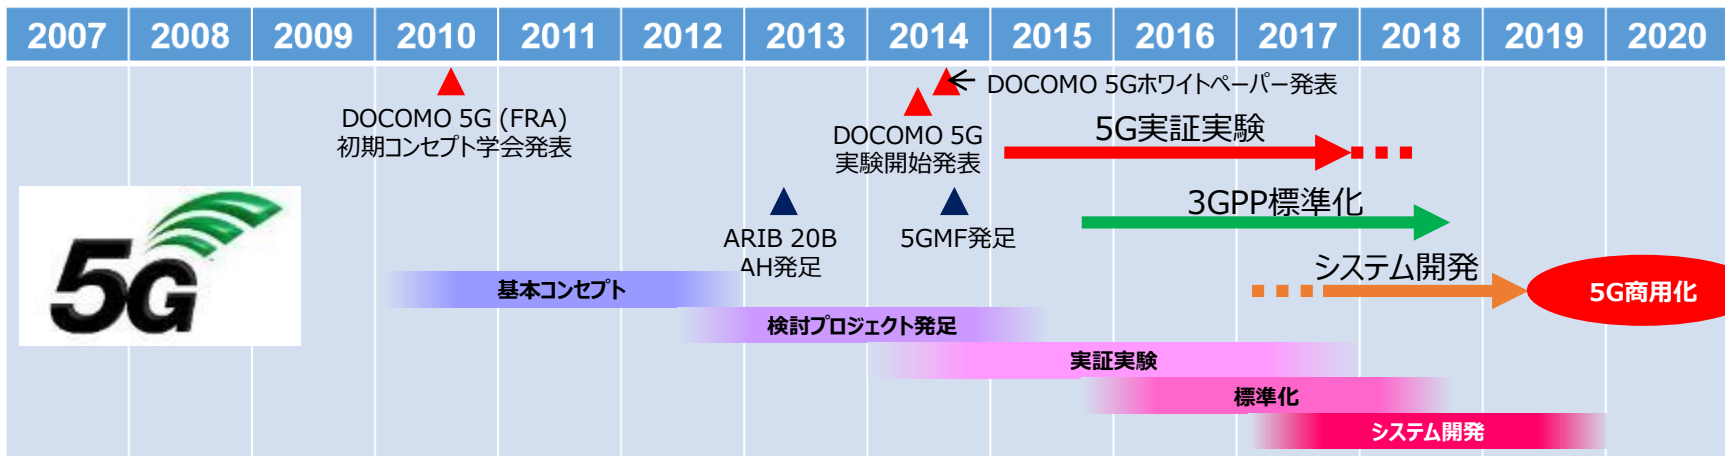 2007 2008 2009 2010 2011 2012 2013 2014 2015 2016 2017 2018 2019 2020
DOCOMO 5G (FRA)
初期コンセプト学会発表
DOCOMO 5Gホワイトペーパー発表
DOCOMO 5G
実験開始発表
5G実証実験
3GPP標準化
ARIB 20B
AH発足
5GMF発足
システム開発
5G商用化
5G
基本コンセプト
検討プロジェクト発足
実証実験
標準化
システム開発